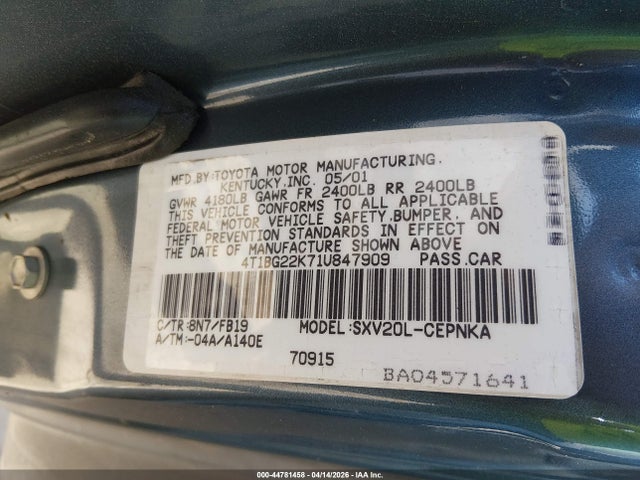 MFD.BY:TOYOTA MOTOR MANUFACTURING.
KENTUCKY,INC. 05/01
GVWR 4180LB GAWR FR 2400LB RR 2400LB
THIS VEHICLE CONFORMS TO ALL APPLICABLE
FEDERAL MOTOR VEHICLE SAFETY,BUMPER, AND
THEFT PREVENTION STANDARDS IN EFFECT ON
THE DATE OF MANUFACTURE SHOWN ABOVE
4T1BG22K71U847909 PASS.CAR
C/TR:8N7/FB19 MODEL:SXV20L-CEPNKA
A/TM:-04A/A140E
70915
BA04571641
000-44781458 - 04/14/2026 - IAA Inc.